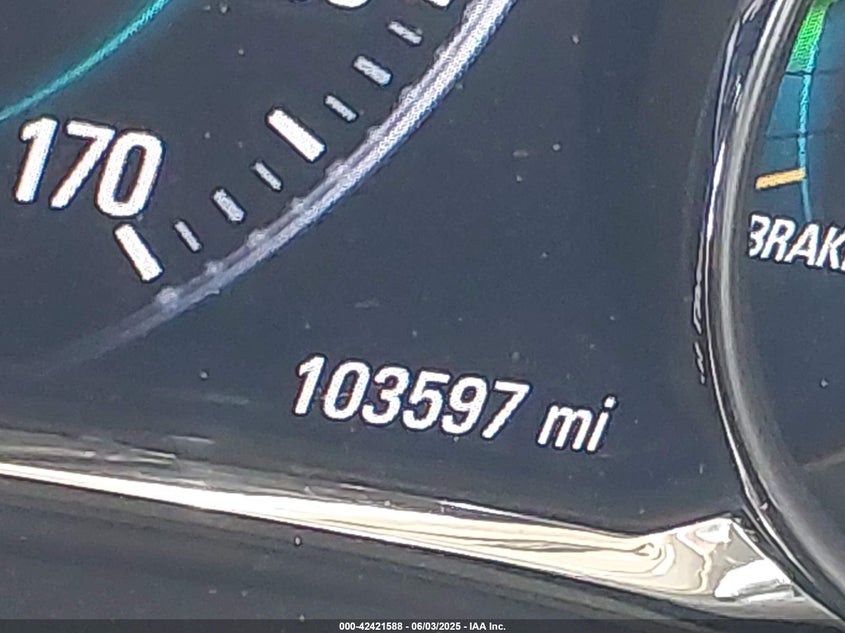 170
BRAK
103597 mi
000-42421588 - 06/03/2025 - IAA Inc.